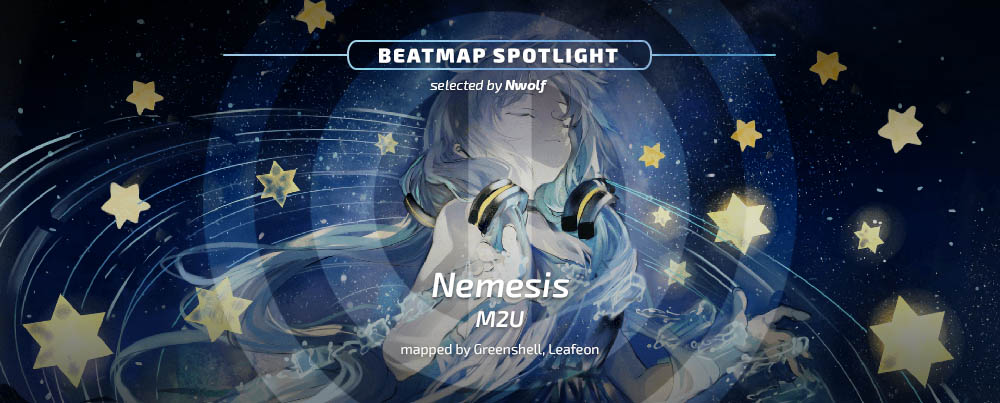 BEATMAP SPOTLIGHT
selected by Nwolf
Nemesis
M2U
mapped by Greenshell, Leafeon